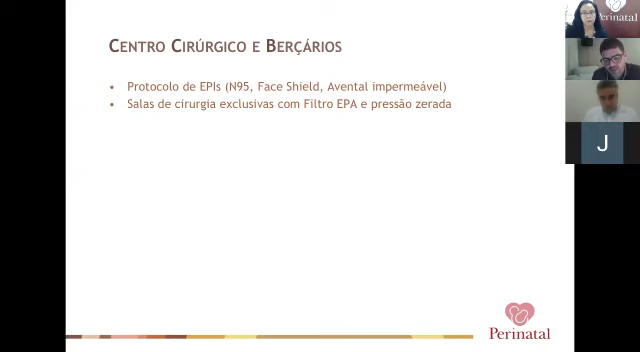 CENTRO CIRÚRGICO E BERÇÁRIOS
• Protocolo de EPIs (N95, Face Shield, Avental impermeável)
• Salas de cirurgia exclusivas com Filtro EPA e pressão zerada
Perinatal
J
Perinatal